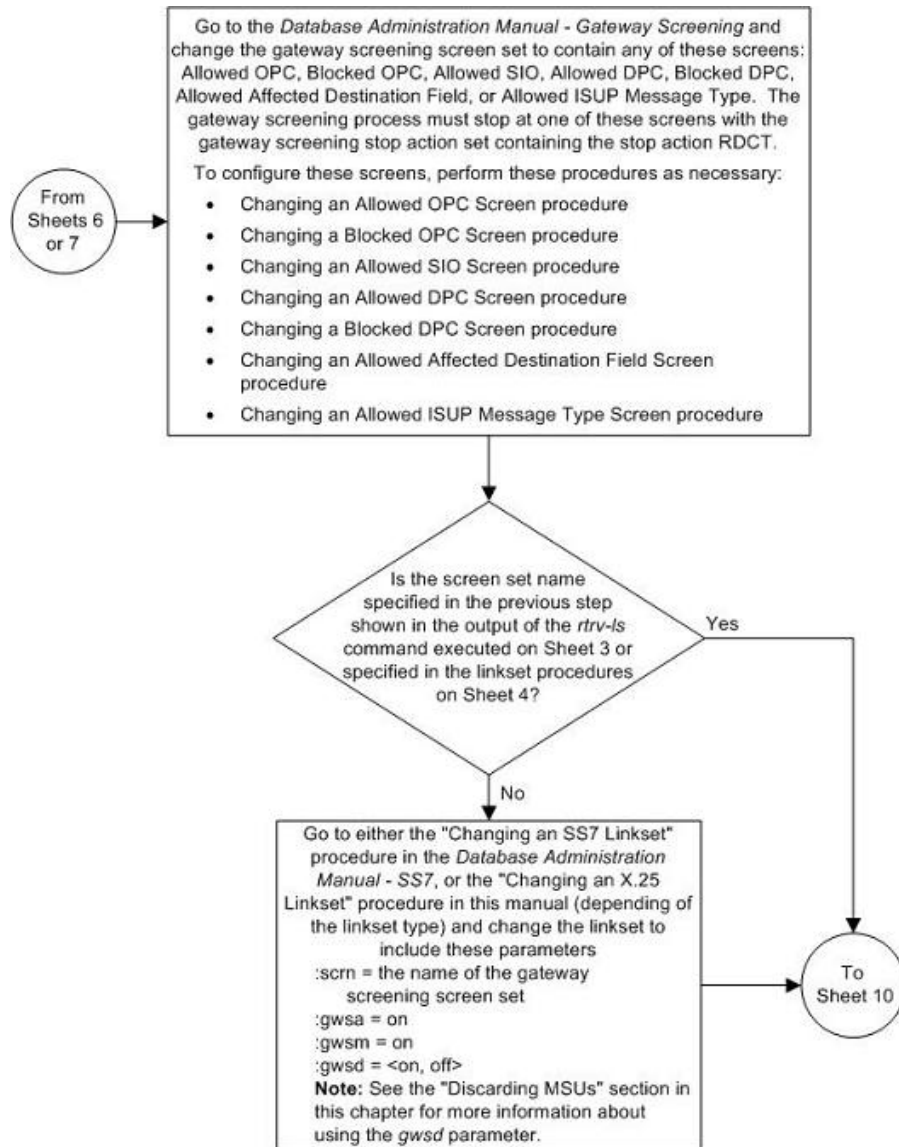 Go to the Database Administration Manual - Gateway Screening and
change the gateway screening screen set to contain any of these screens:
Allowed OPC, Blocked OPC, Allowed SIO, Allowed DPC, Blocked DPC,
Allowed Affected Destination Field, or Allowed ISUP Message Type. The
gateway screening process must stop at one of these screens with the
gateway screening stop action set containing the stop action RDCT.
To configure these screens, perform these procedures as necessary:
• Changing an Allowed OPC Screen procedure
• Changing a Blocked OPC Screen procedure
• Changing an Allowed SIO Screen procedure
• Changing an Allowed DPC Screen procedure
• Changing a Blocked DPC Screen procedure
• Changing an Allowed Affected Destination Field Screen
procedure
• Changing an Allowed ISUP Message Type Screen procedure
From
Sheets 6
or 7
Is the screen set name
specified in the previous step
shown in the output of the rtrv-ls
command executed on Sheet 3 or
specified in the linkset procedures
on Sheet 4?
Yes
No
Go to either the "Changing an SS7 Linkset"
procedure in the Database Administration
Manual - SS7, or the "Changing an X.25
Linkset" procedure in this manual (depending of
the linkset type) and change the linkset to
include these parameters
:scrn = the name of the gateway
screening screen set
:gwsa = on
:gwsm = on
:gwsd = <on, off>
Note: See the "Discarding MSUs" section in
this chapter for more information about
using the gwsd parameter.
To
Sheet 10